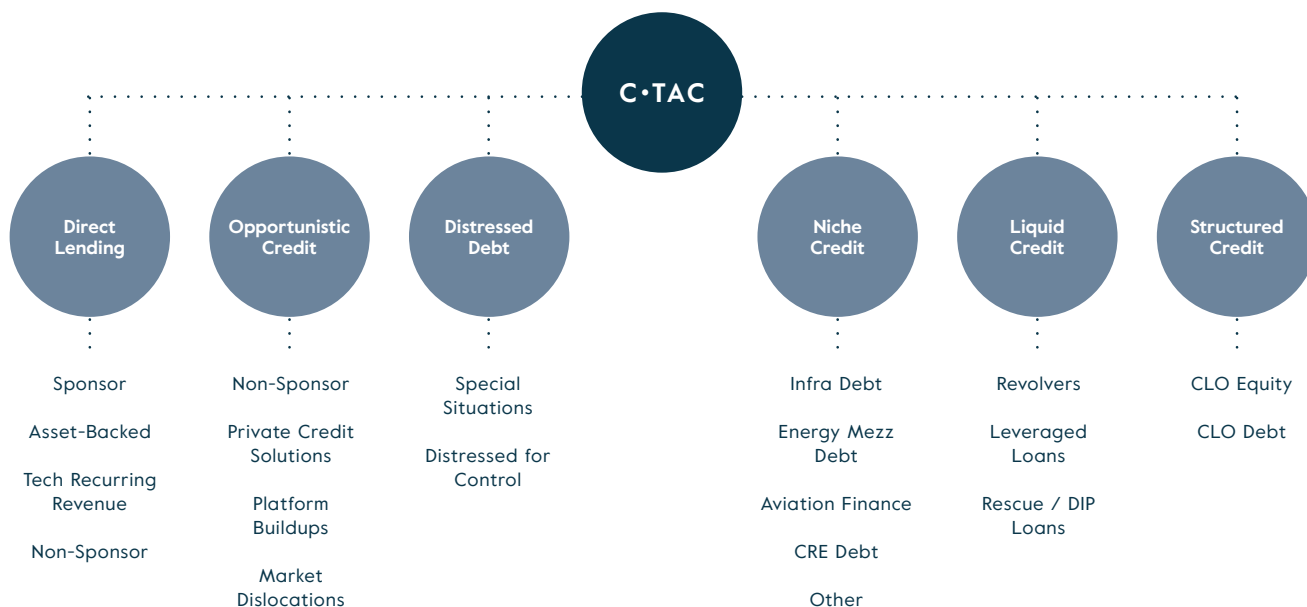 C•TAC
Direct
Lending
Opportunistic
Credit
Distressed
Debt
Niche
Credit
Liquid
Credit
Structured
Credit
Sponsor
Asset-Backed
Tech Recurring
Revenue
Non-Sponsor
Non-Sponsor
Private Credit
Solutions
Platform
Buildups
Market
Dislocations
Special
Situations
Distressed for
Control
Infra Debt
Energy Mezz
Debt
Aviation Finance
CRE Debt
Other
Revolvers
Leveraged
Loans
Rescue / DIP
Loans
CLO Equity
CLO Debt